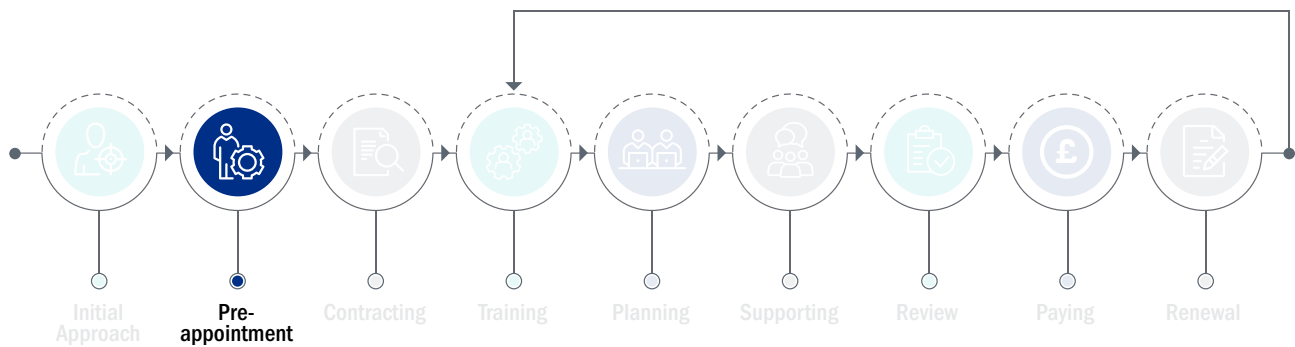 £
Initial
Approach
Pre-
appointment
Contracting
Training
Planning
Supporting
Review
Paying
Renewal